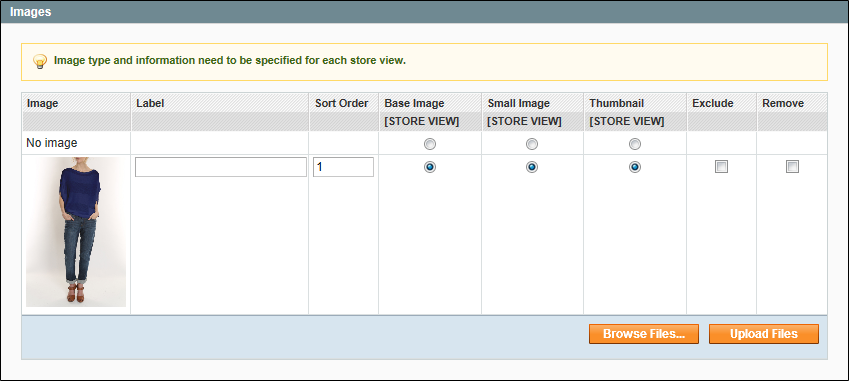 Images
Image type and information need to be specified for each store view.
Image Label Sort Order Base Image Small Image Thumbnail Exclude Remove
[STORE VIEW] [STORE VIEW] [STORE VIEW]
No image
1
Browse Files... Upload Files